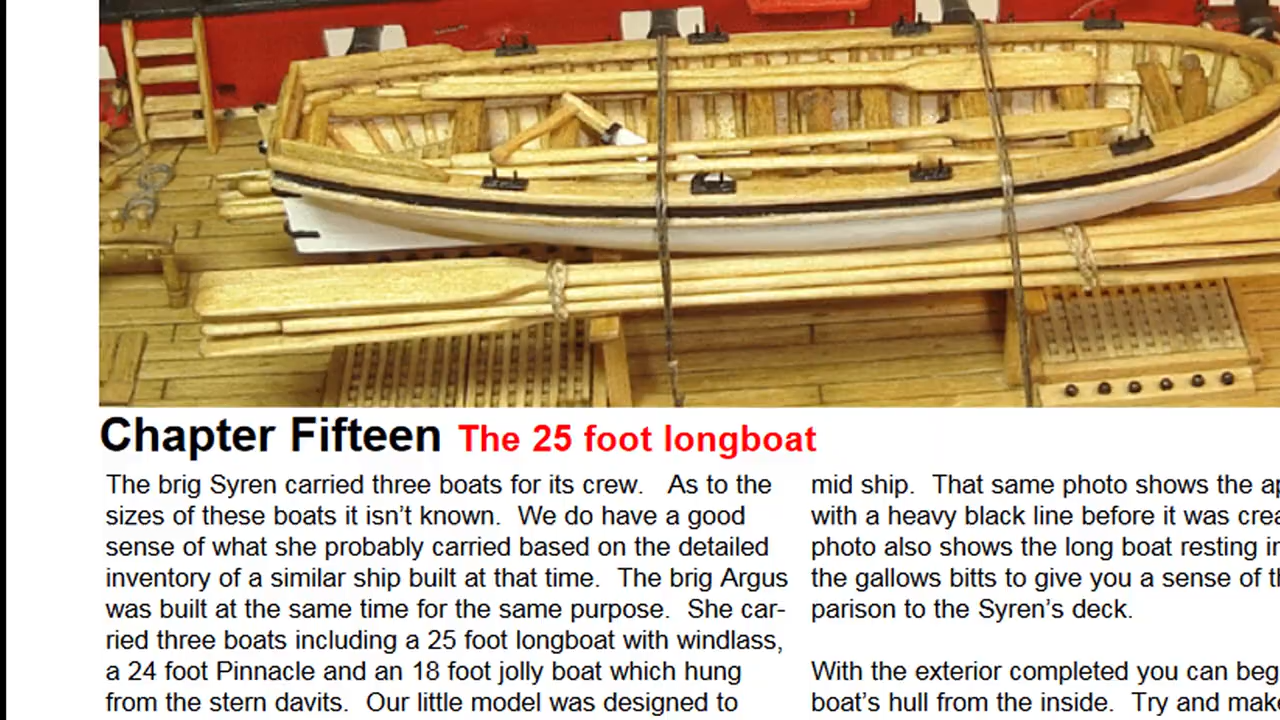 Chapter Fifteen The 25 foot longboat
The brig Syren carried three boats for its crew. As to the
sizes of these boats it isn’t known. We do have a good
sense of what she probably carried based on the detailed
inventory of a similar ship built at that time. The brig Argus
was built at the same time for the same purpose. She car-
ried three boats including a 25 foot longboat with windlass,
a 24 foot Pinnacle and an 18 foot jolly boat which hung
from the stern davits. Our little model was designed to
mid ship. That same photo shows the
with a heavy black line before it was
photo also shows the long boat resting
the gallows bitts to give you a sense of
parison to the Syren’s deck.
With the exterior completed you can
boat’s hull from the inside. Try and